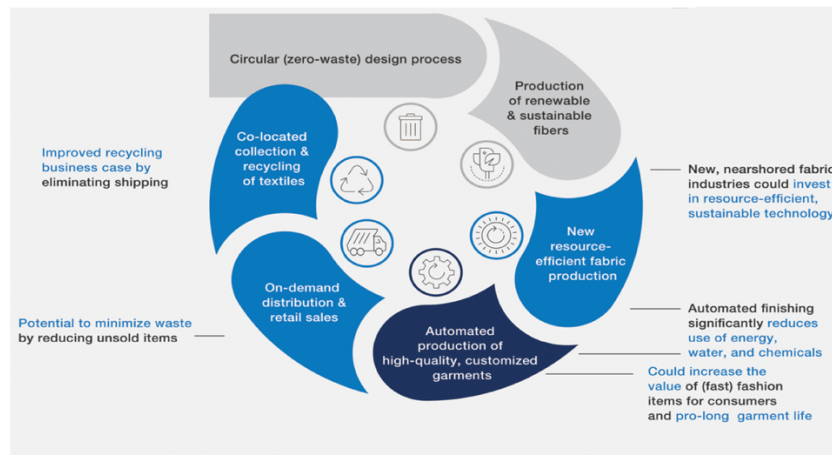 Circular (zero-waste) design process
Production
of renewable
& sustainable
fibers
Co-located
collection &
recycling
of textiles
Improved recycling
business case by
eliminating shipping
New, nearshored fabric
industries could invest
in resource-efficient,
sustainable technology
New
resource-
efficient fabric
production
On-demand
distribution &
retail sales
Potential to minimize waste
by reducing unsold items
Automated
production of
high-quality, customized
garments
Automated finishing
significantly reduces
use of energy,
water, and chemicals
Could increase the
value of (fast) fashion
items for consumers
and pro-long garment life